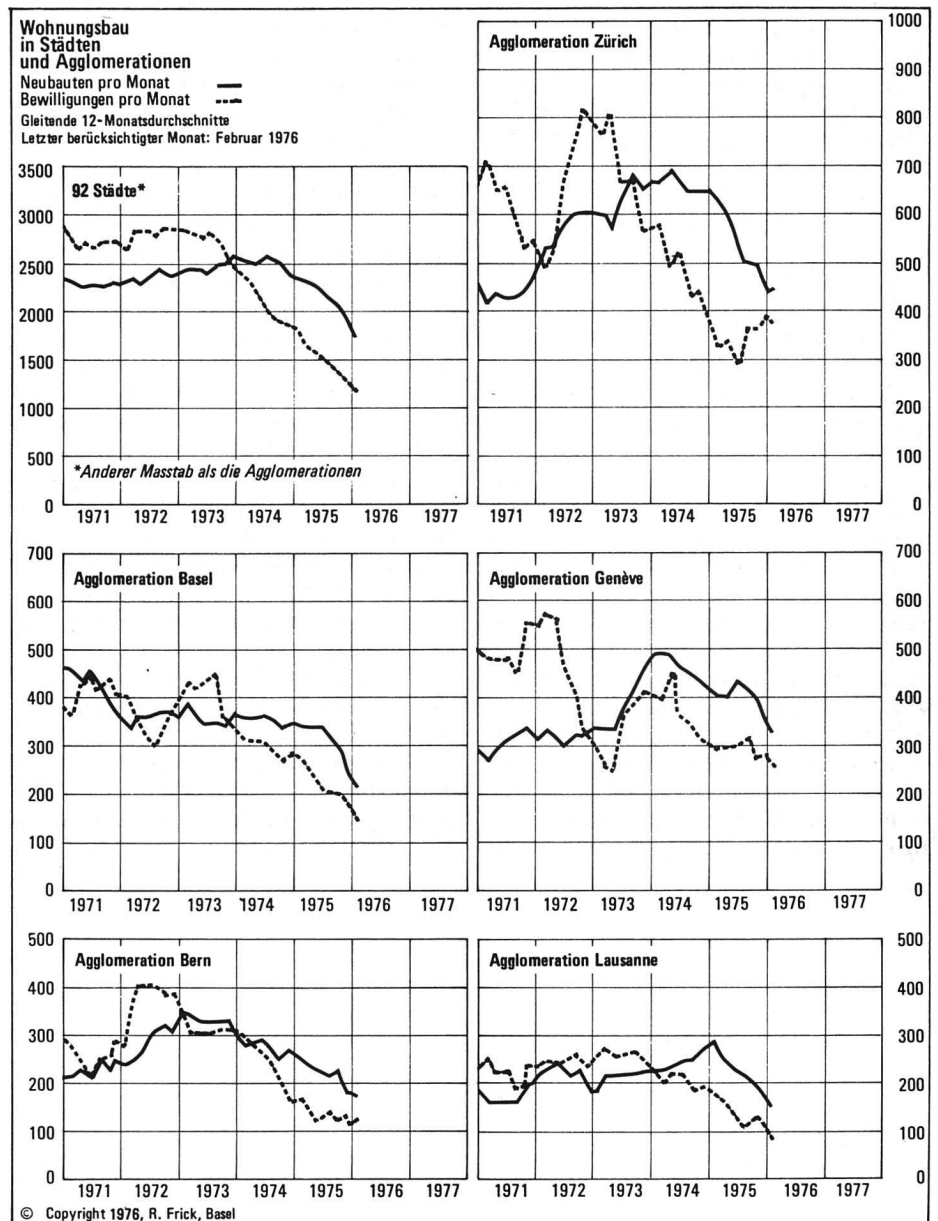 Wohnungsbau
in Städten
und Agglomerationen
Neubauten pro Monat
Bewilligungen pro Monat
Gleitende 12-Monatsdurchschnitte
Letzter berücksichtigter Monat: Februar 1976
92 Städte*
3500
3000
2500
2000
1500
1000
500
0
*Anderer Masstab als die Agglomerationen
1971 1972 1973 1974 1975 1976 1977
Agglomeration Zürich
1000
900
800
700
600
500
400
300
200
100
0
1971 1972 1973 1974 1975 1976 1977
Agglomeration Basel
700
600
500
400
300
200
100
0
1971 1972 1973 1974 1975 1976 1977
Agglomeration Genève
700
600
500
400
300
200
100
0
1971 1972 1973 1974 1975 1976 1977
Agglomeration Bern
500
400
300
200
100
0
1971 1972 1973 1974 1975 1976 1977
Agglomeration Lausanne
500
400
300
200
100
0
1971 1972 1973 1974 1975 1976 1977
© Copyright 1976, R. Frick, Basel